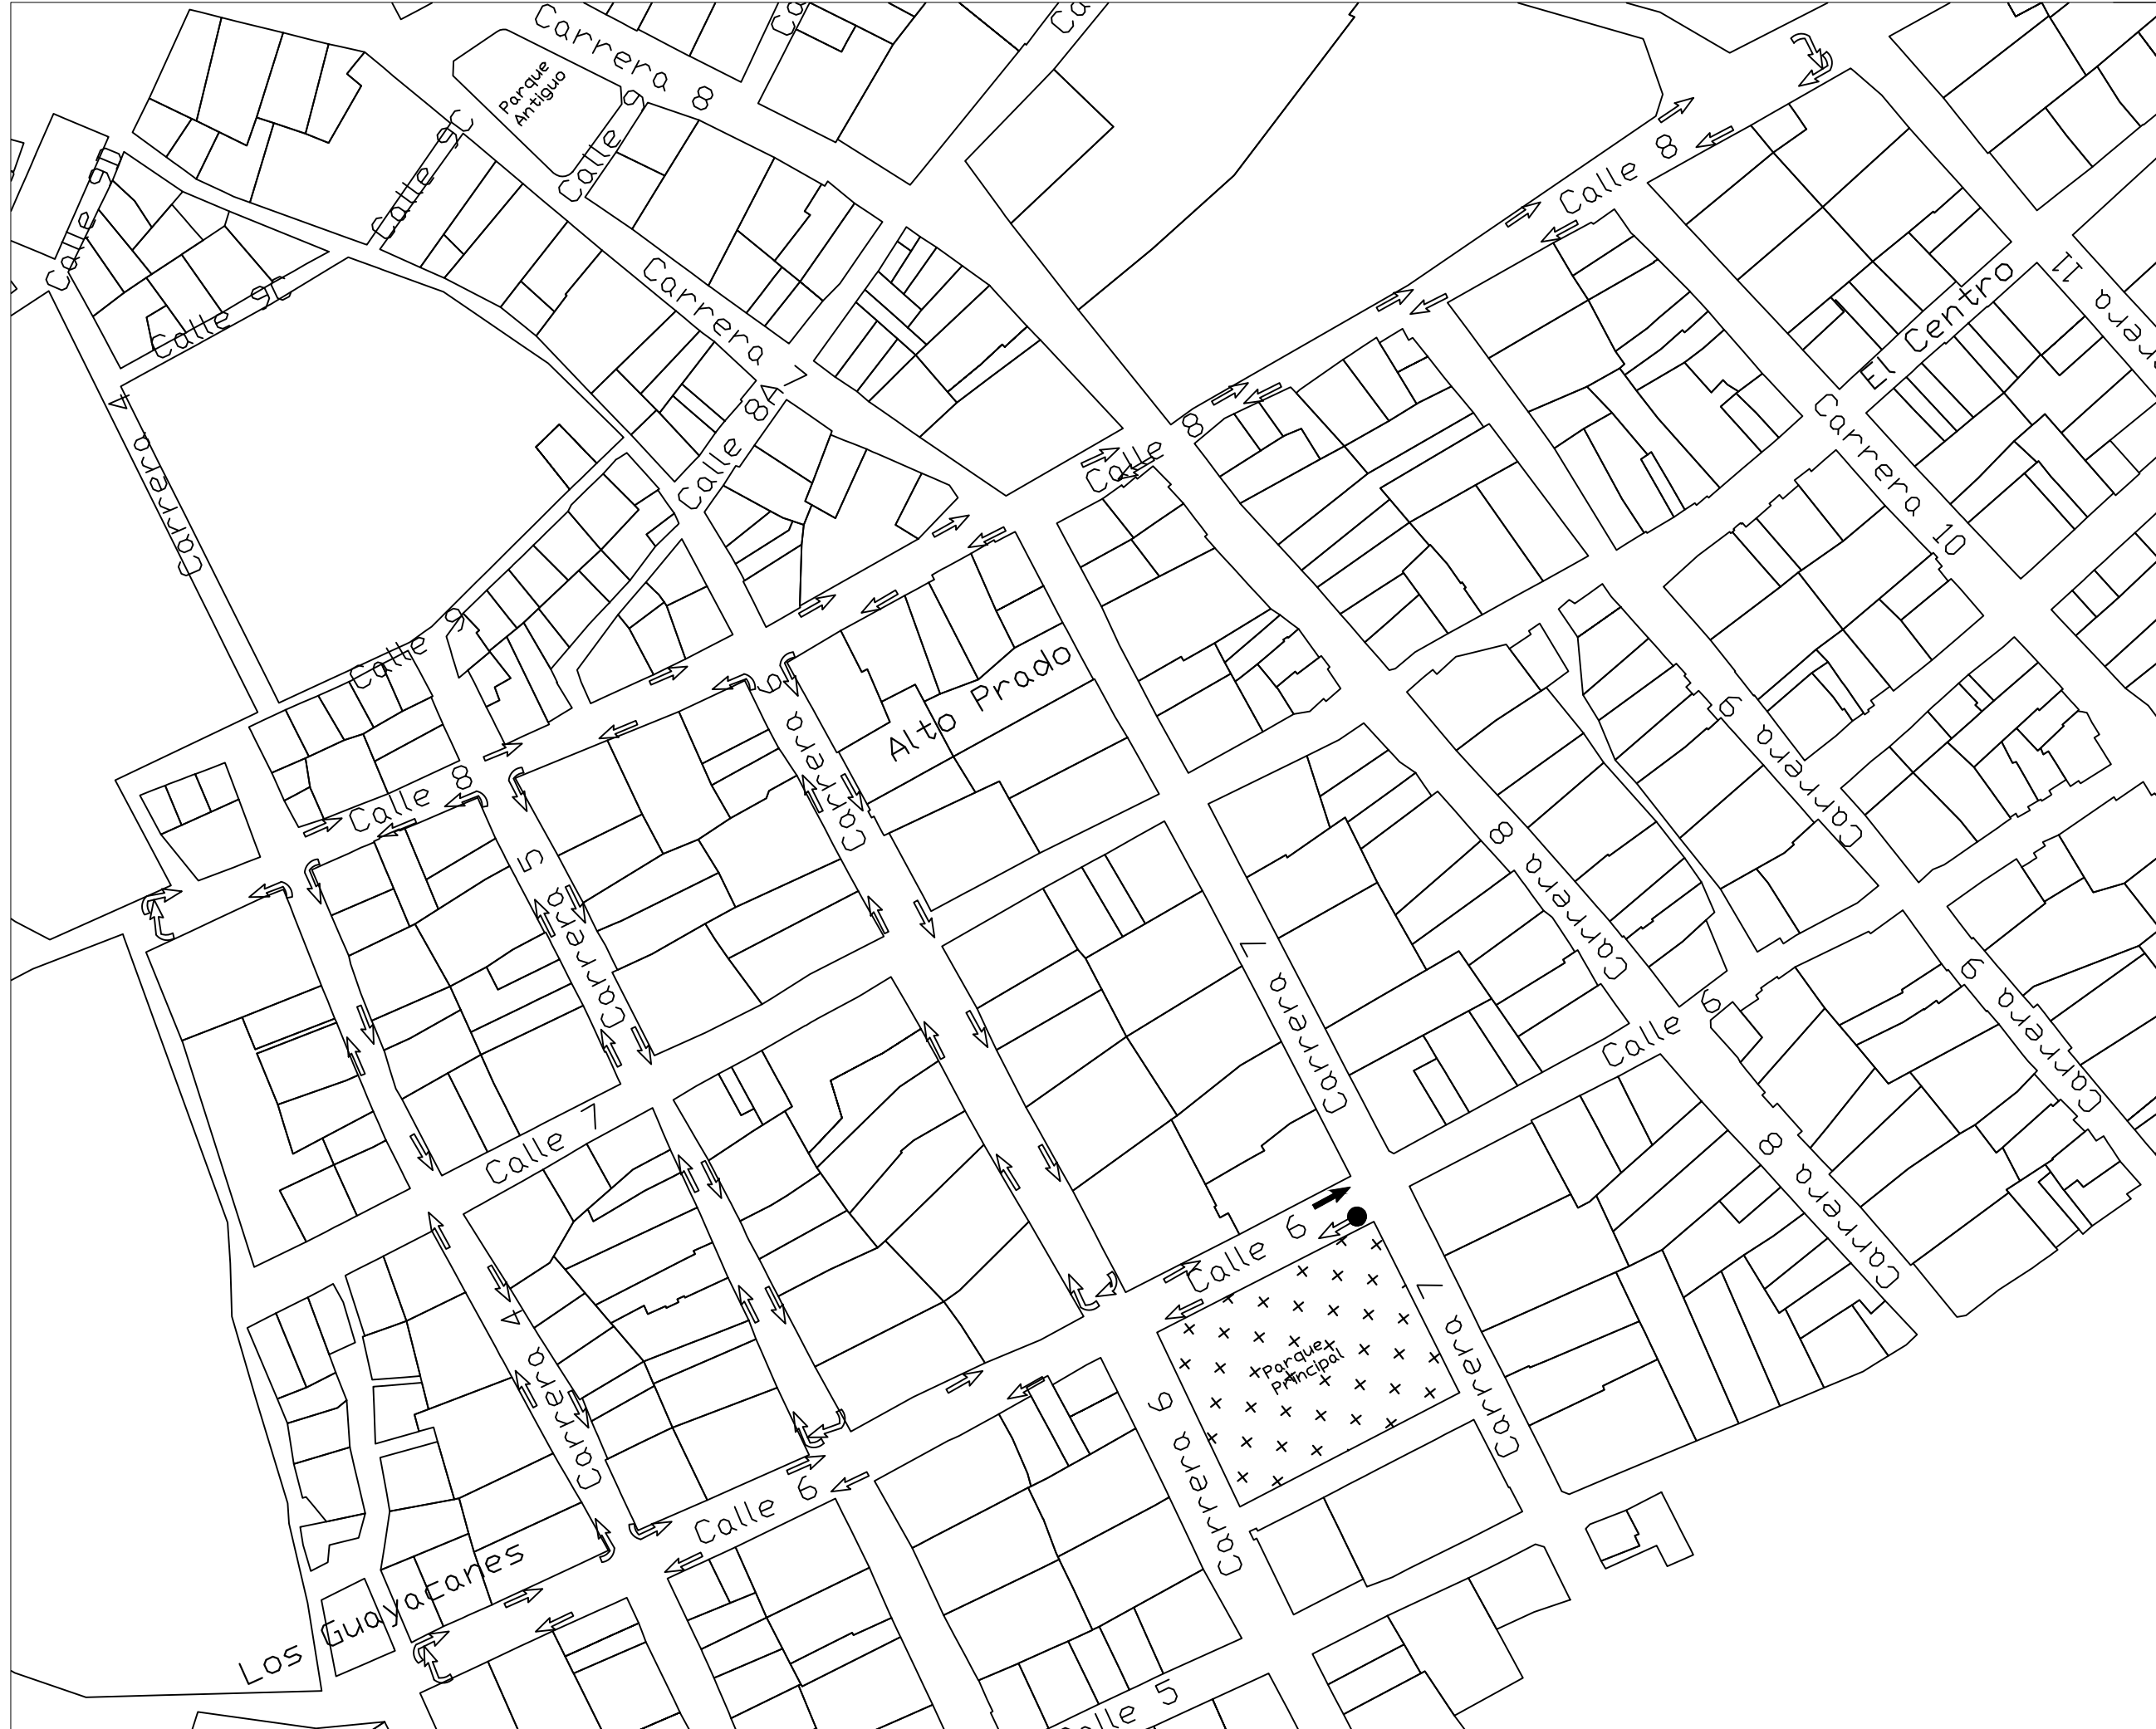 Carrera 8
Parque
Antiguo
Calle 9
Calle 9C
Calle 10
Calle 9B
Carrera 7
Calle 8A
Carrera 4
Calle 8
Calle 8
El Centro
Carrera 11
Carrera 10
Calle 9
Carrera 6
Alto Prado
Carrera 9
Calle 8
Carrera 5
Carrera 8
Carrera 7
Calle 6
Carrera 9
Calle 7
Carrera 8
Calle 6
Carrera 4
Parque
Principal
Carrera 7
Carrera 6
Calle 6
Los Guayacanes
Calle 5